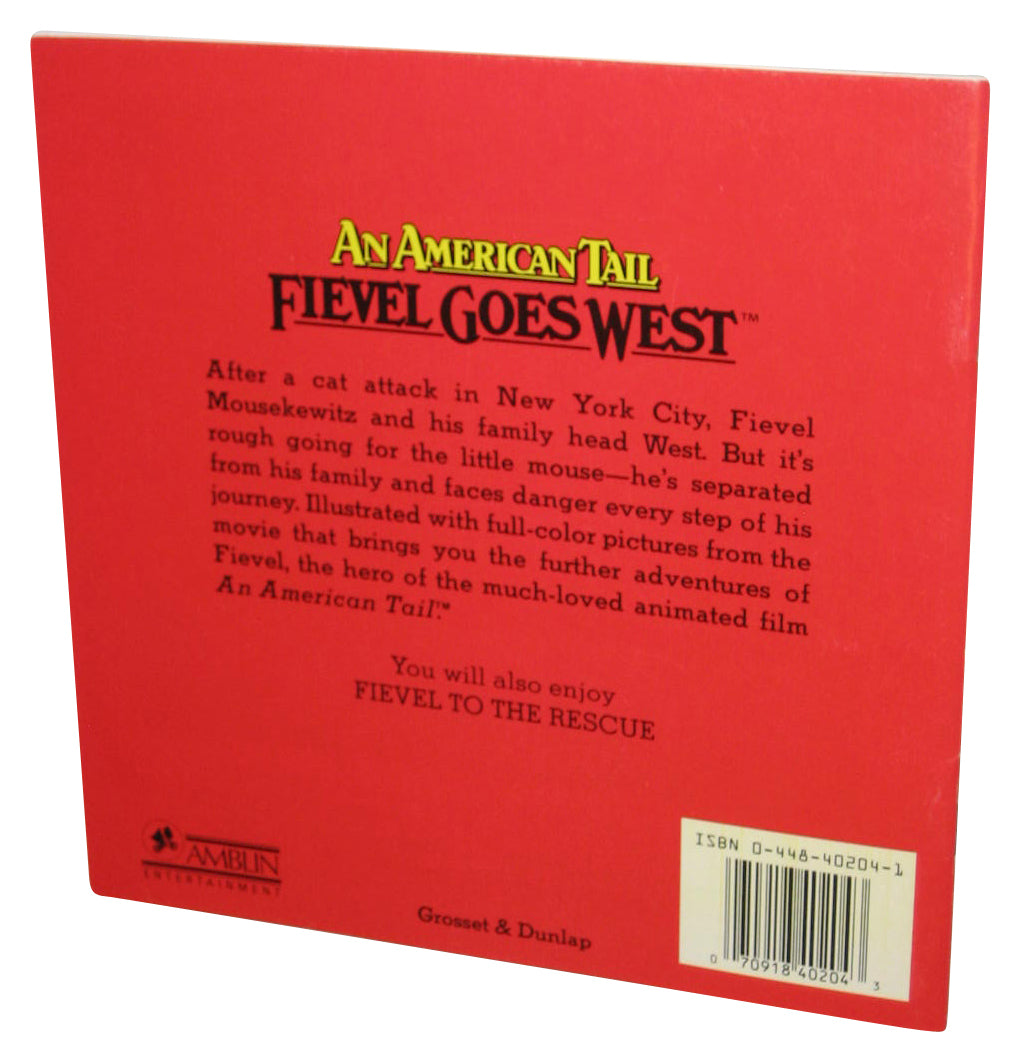 AN AMERICAN TAIL
FIEVEL GOES WEST™
After a cat attack in New York City, Fievel
Mousekewitz and his family head West. But it's
rough going for the little mouse—he's separated
from his family and faces danger every step of his
journey. Illustrated with full-color pictures from the
movie that brings you the further adventures of
Fievel, the hero of the much-loved animated film
An American Tail.™
You will also enjoy
FIEVEL TO THE RESCUE
AMBLIN
ENTERTAINMENT
Grosset & Dunlap
ISBN 0-448-40204-1
0 70918 40204 3